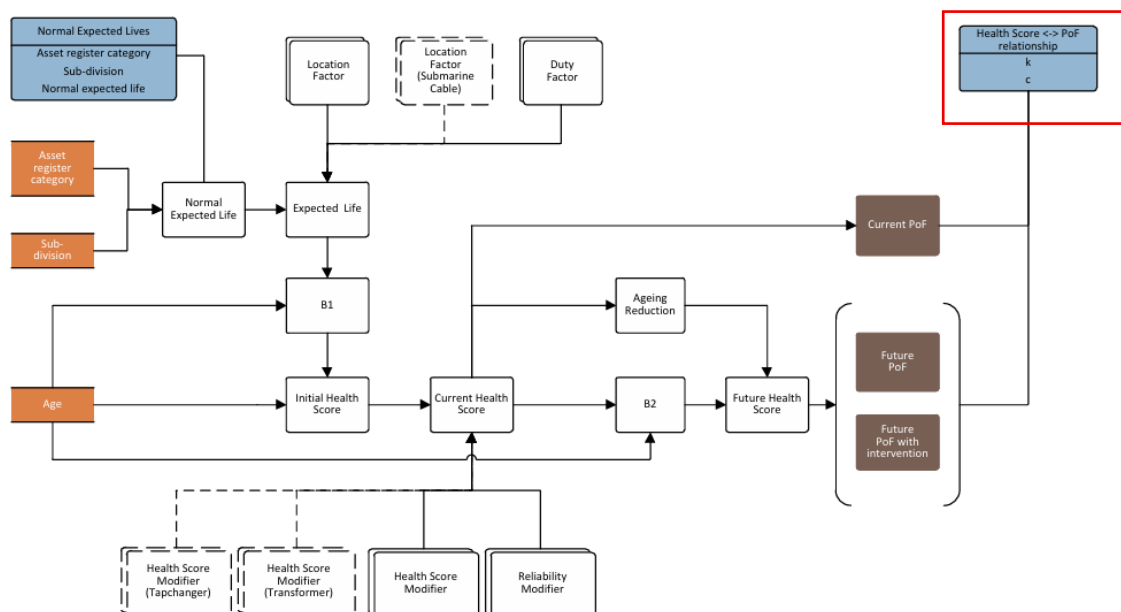 Normal Expected Lives
Asset register category
Sub-division
Normal expected life
Location
Factor
Location
Factor
(Submarine
Cable)
Duty
Factor
Health Score <-> PoF
relationship
k
c
Asset
register
category
Sub-
division
Normal
Expected Life
Expected Life
Current PoF
B1
Ageing
Reduction
Future
PoF
Age
Initial Health
Score
Current Health
Score
B2
Future Health
Score
Future
PoF with
intervention
Health Score
Modifier
(Tapchanger)
Health Score
Modifier
(Transformer)
Health Score
Modifier
Reliability
Modifier